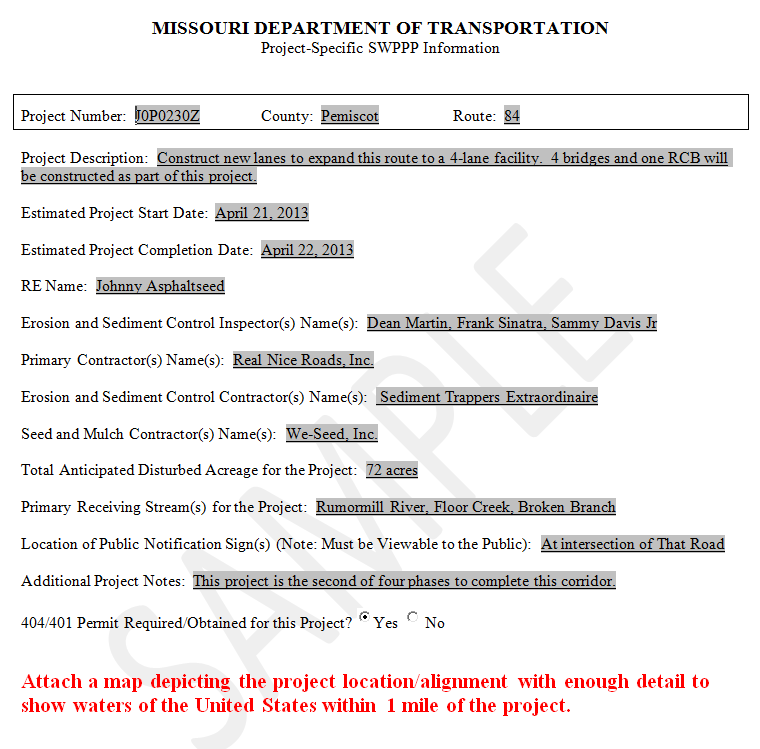 MISSOURI DEPARTMENT OF TRANSPORTATION
Project-Specific SWPPP Information
Project Number: J0P0230Z County: Pemiscot Route: 84
Project Description: Construct new lanes to expand this route to a 4-lane facility. 4 bridges and one RCB will
be constructed as part of this project.
Estimated Project Start Date: April 21, 2013
Estimated Project Completion Date: April 22, 2013
RE Name: Johnny Asphaltseed
Erosion and Sediment Control Inspector(s) Name(s): Dean Martin, Frank Sinatra, Sammy Davis Jr
Primary Contractor(s) Name(s): Real Nice Roads, Inc.
Erosion and Sediment Control Contractor(s) Name(s): Sediment Trappers Extraordinaire
Seed and Mulch Contractor(s) Name(s): We-Seed, Inc.
Total Anticipated Disturbed Acreage for the Project: 72 acres
Primary Receiving Stream(s) for the Project: Rumormill River, Floor Creek, Broken Branch
Location of Public Notification Sign(s) (Note: Must be Viewable to the Public): At intersection of That Road
Additional Project Notes: This project is the second of four phases to complete this corridor.
404/401 Permit Required/Obtained for this Project? Yes No
Attach a map depicting the project location/alignment with enough detail to
show waters of the United States within 1 mile of the project.
SAMPLE